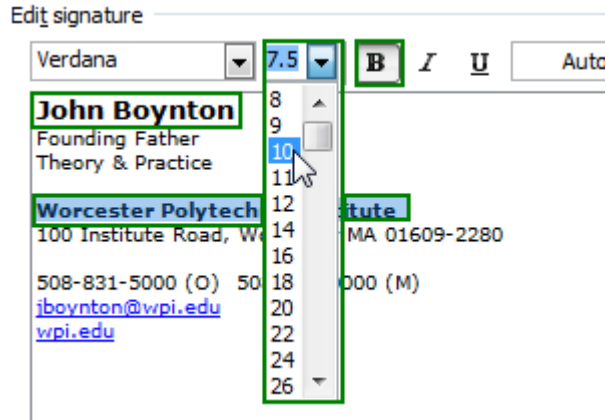 Edit signature
Verdana 7.5 B I U Auto
John Boynton
Founding Father
Theory & Practice
Worcester Polytech itute
100 Institute Road, W MA 01609-2280
508-831-5000 (O) 50 000 (M)
jboynton@wpi.edu
wpi.edu
8
9
10
11
12
14
16
18
20
22
24
26